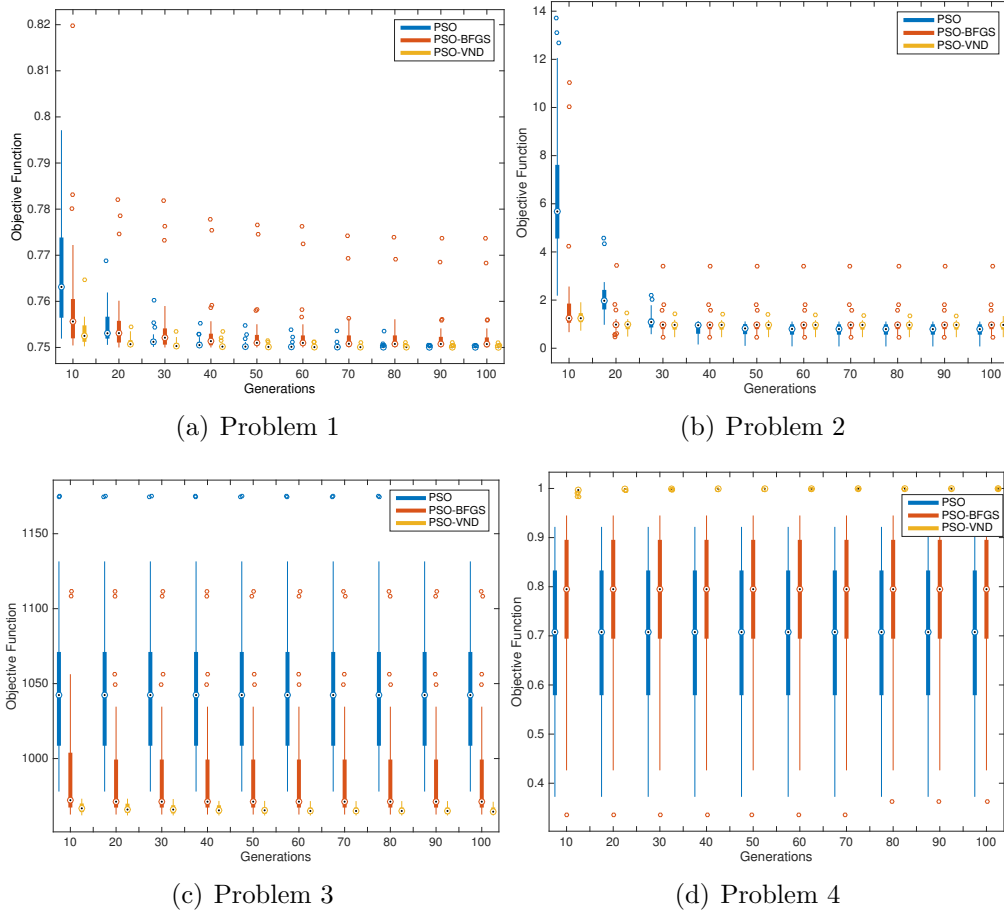 0.82
0.81
0.8
0.79
0.78
0.77
0.76
0.75
Objective Function
PSO
PSO-BFGS
PSO-VND
10 20 30 40 50 60 70 80 90 100
Generations
(a) Problem 1
14
12
10
8
6
4
2
0
Objective Function
PSO
PSO-BFGS
PSO-VND
10 20 30 40 50 60 70 80 90 100
Generations
(b) Problem 2
1150
1100
1050
1000
Objective Function
PSO
PSO-BFGS
PSO-VND
10 20 30 40 50 60 70 80 90 100
Generations
(c) Problem 3
1
0.9
0.8
0.7
0.6
0.5
0.4
Objective Function
PSO
PSO-BFGS
PSO-VND
10 20 30 40 50 60 70 80 90 100
Generations
(d) Problem 4